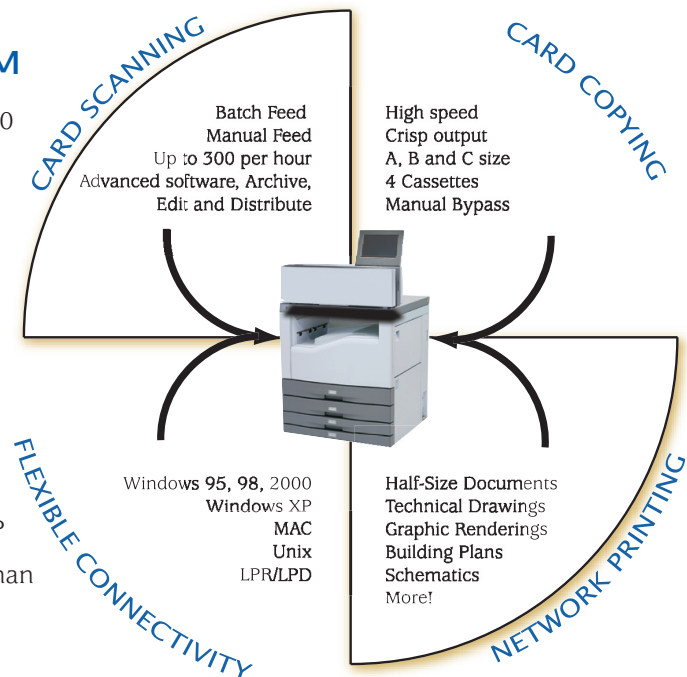 M
0
CARD SCANNING
Batch Feed
Manual Feed
Up to 300 per hour
Advanced software, Archive,
Edit and Distribute
CARD COPYING
High speed
Crisp output
A, B and C size
4 Cassettes
Manual Bypass
FLEXIBLE CONNECTIVITY
Windows 95, 98, 2000
Windows XP
MAC
Unix
LPR/LPD
NETWORK PRINTING
Half-Size Documents
Technical Drawings
Graphic Renderings
Building Plans
Schematics
More!